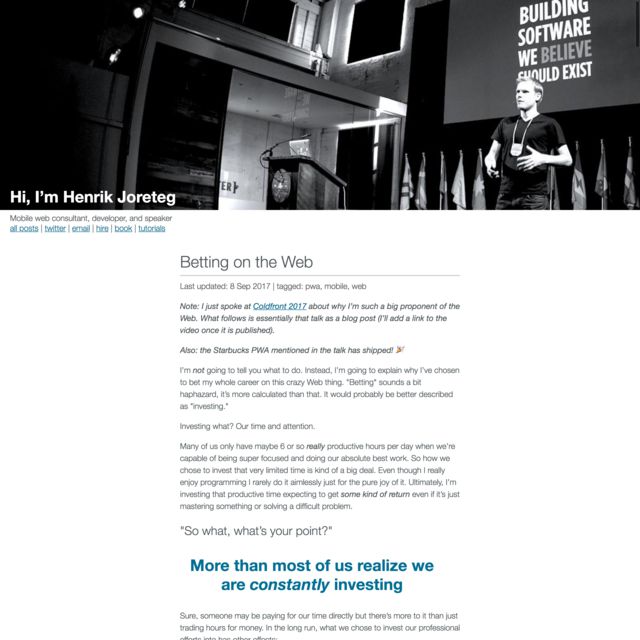 BUILDING
SOFTWARE
WE BELIEVE
SHOULD EXIST
Hi, I'm Henrik Joreteg
Mobile web consultant, developer, and speaker
all posts | twitter | email | hire | book | tutorials
Betting on the Web
Last updated: 8 Sep 2017 | tagged: pwa, mobile, web
Note: I just spoke at Coldfront 2017 about why I'm such a big proponent of the
Web. What follows is essentially that talk as a blog post (I'll add a link to the
video once it is published).
Also: the Starbucks PWA mentioned in the talk has shipped! 🎉
I'm not going to tell you what to do. Instead, I'm going to explain why I've chosen
to bet my whole career on this crazy Web thing. "Betting" sounds a bit
haphazard, it's more calculated than that. It would probably be better described
as "investing."
Investing what? Our time and attention.
Many of us only have maybe 6 or so really productive hours per day when we're
capable of being super focused and doing our absolute best work. So how we
chose to invest that very limited time is kind of a big deal. Even though I really
enjoy programming I rarely do it aimlessly just for the pure joy of it. Ultimately, I'm
investing that productive time expecting to get some kind of return even if it's just
mastering something or solving a difficult problem.
"So what, what's your point?"
More than most of us realize we
are constantly investing
Sure, someone may be paying for our time directly but there's more to it than just
trading hours for money. In the long run, what we chose to invest our professional
efforts into has other effects: